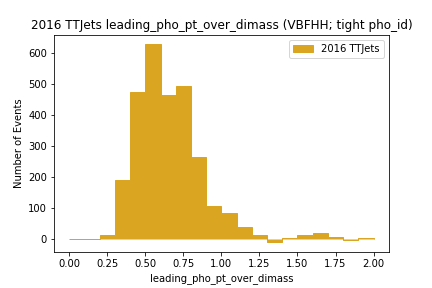 2016 TTJets leading_pho_pt_over_dimass (VBFHH; tight pho_id)
2016 TTJets
Number of Events
600
500
400
300
200
100
0
0.00 0.25 0.50 0.75 1.00 1.25 1.50 1.75 2.00
leading_pho_pt_over_dimass